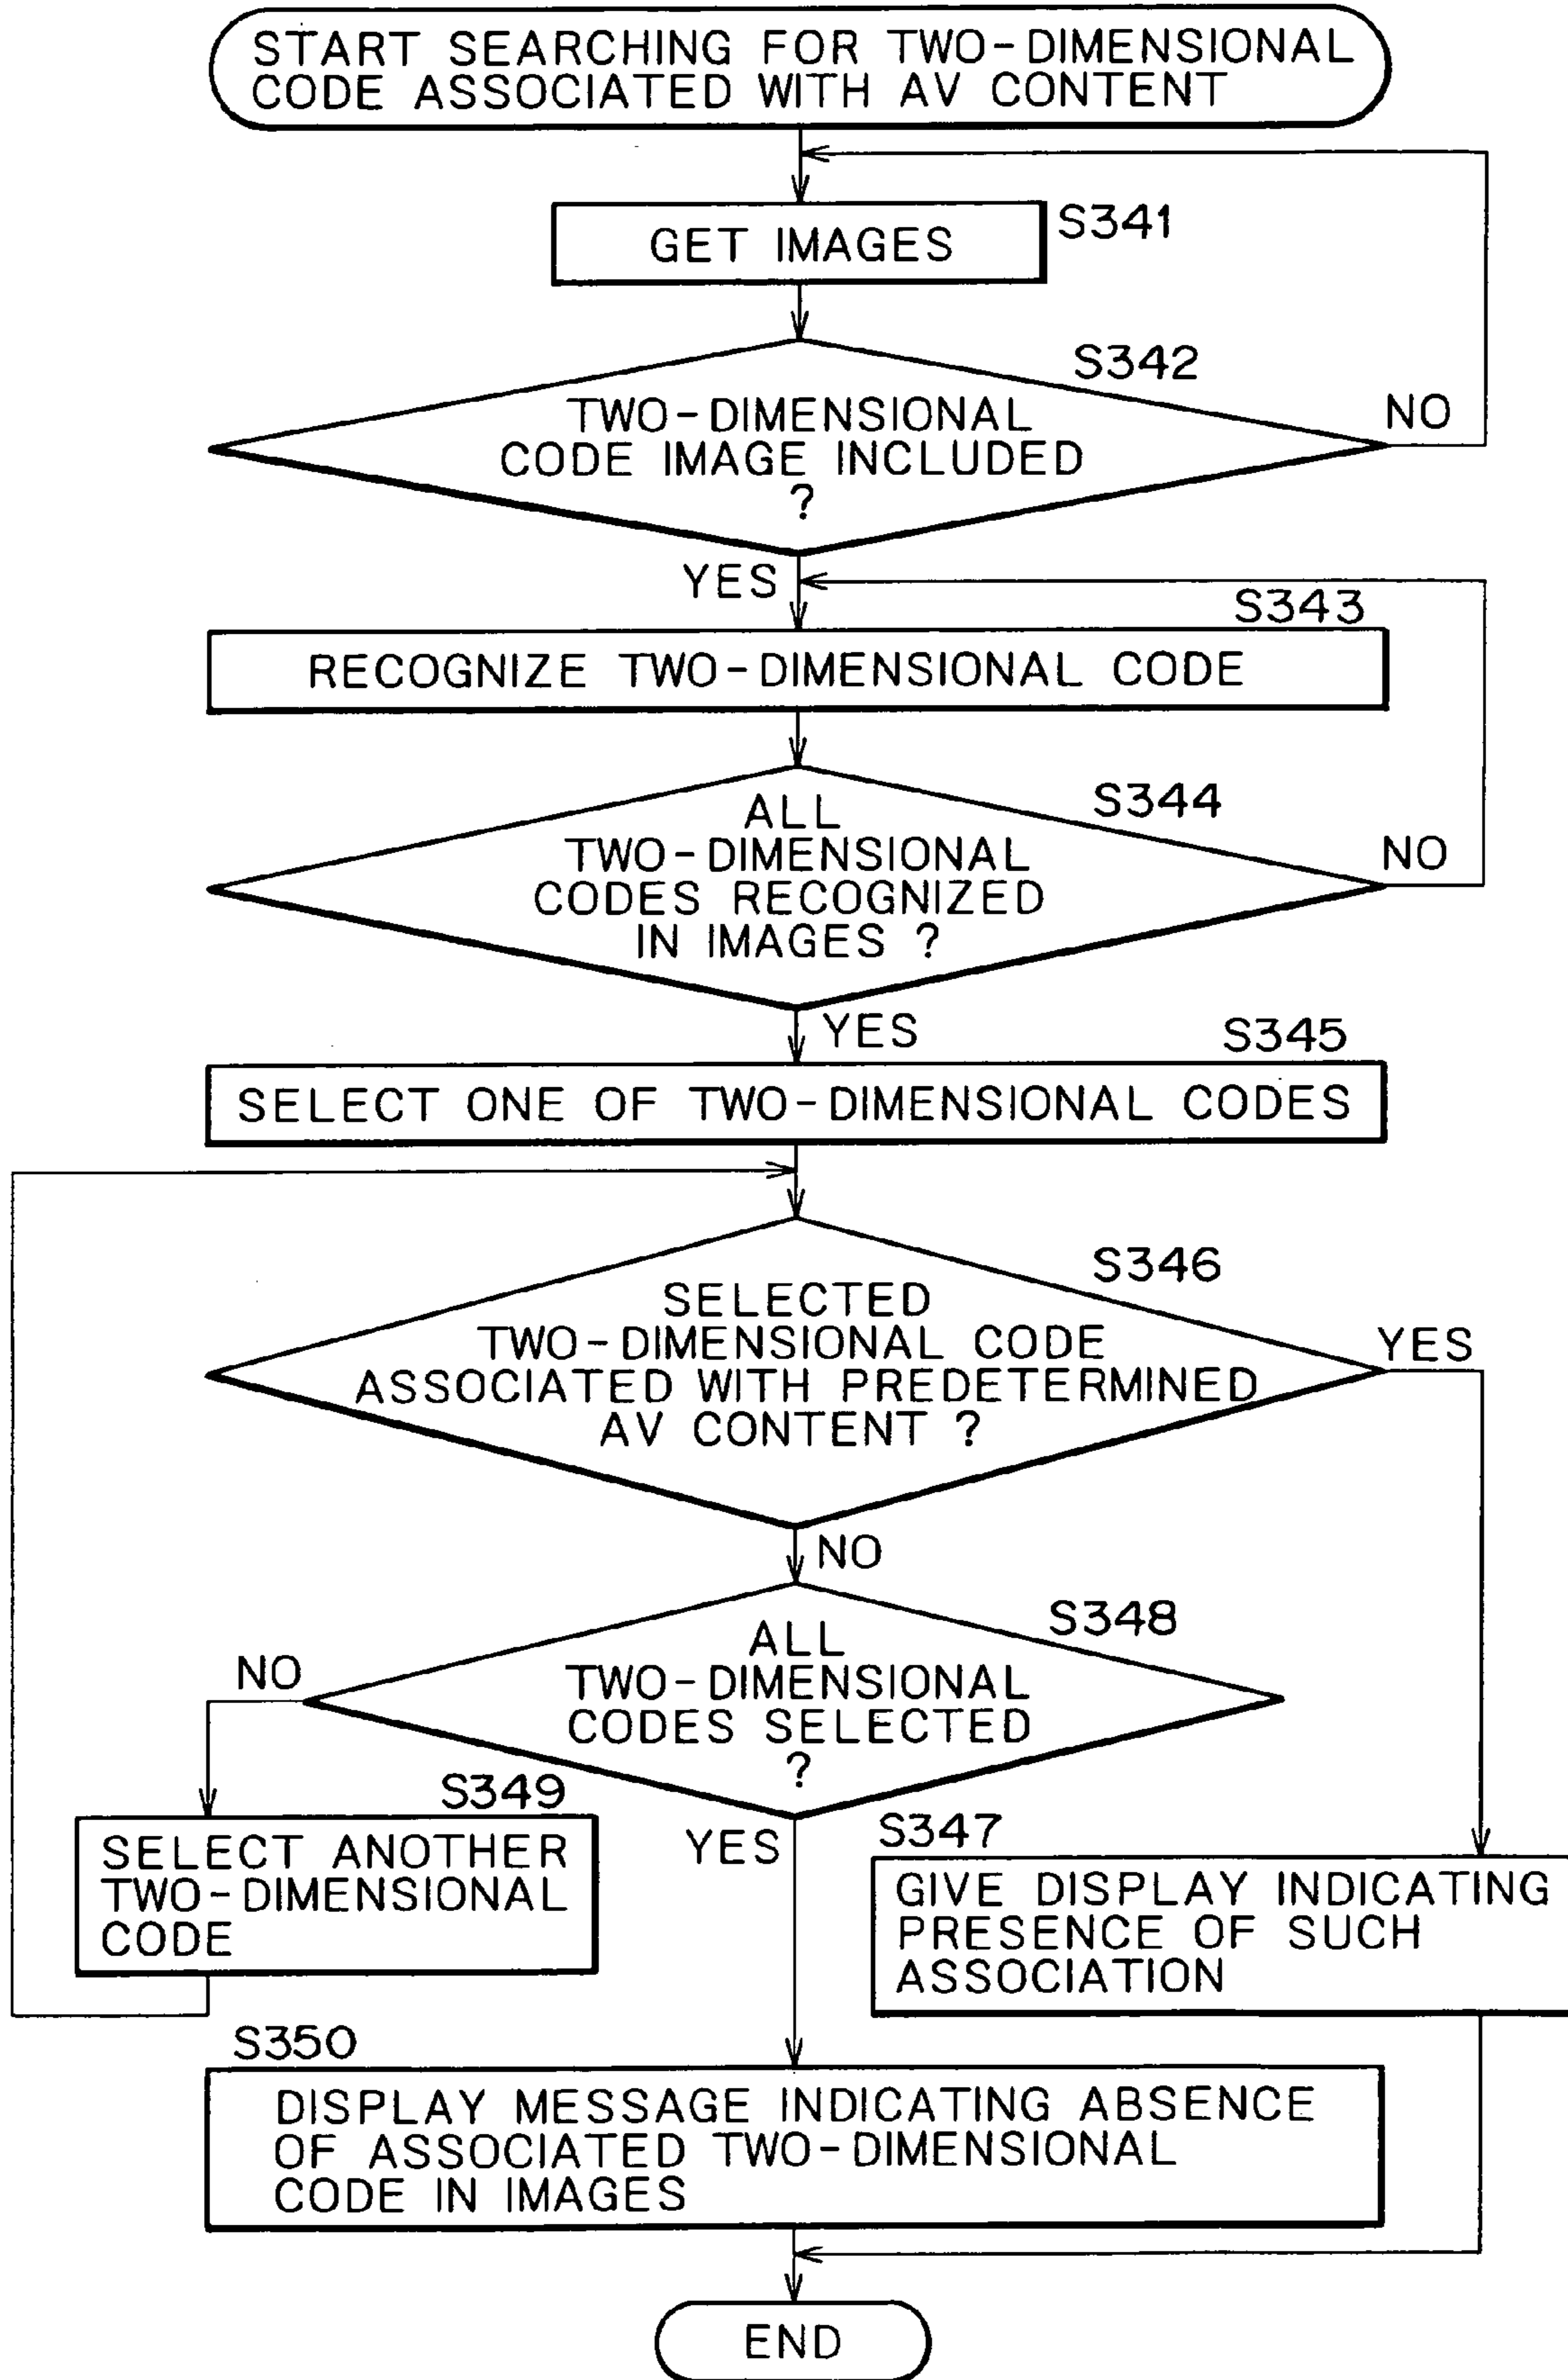 START SEARCHING FOR TWO-DIMENSIONAL
CODE ASSOCIATED WITH AV CONTENT
GET IMAGES
S341
S342
TWO-DIMENSIONAL
CODE IMAGE INCLUDED
?
NO
YES
S343
RECOGNIZE TWO-DIMENSIONAL CODE
S344
ALL
TWO-DIMENSIONAL
CODES RECOGNIZED
IN IMAGES ?
NO
YES
S345
SELECT ONE OF TWO-DIMENSIONAL CODES
S346
SELECTED
TWO-DIMENSIONAL CODE
ASSOCIATED WITH PREDETERMINED
AV CONTENT ?
YES
NO
S348
ALL
TWO-DIMENSIONAL
CODES SELECTED
?
NO
S349
SELECT ANOTHER
TWO-DIMENSIONAL
CODE
YES
S347
GIVE DISPLAY INDICATING
PRESENCE OF SUCH
ASSOCIATION
S350
DISPLAY MESSAGE INDICATING ABSENCE
OF ASSOCIATED TWO-DIMENSIONAL
CODE IN IMAGES
END